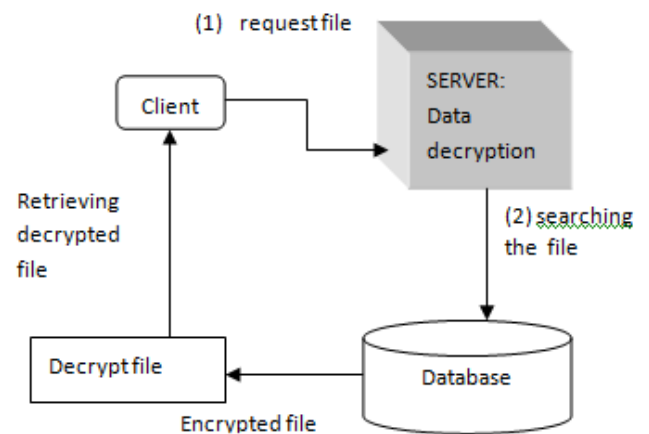 (1) request file
Client
SERVER:
Data
decryption
(2) searching
the file
Retrieving
decrypted
file
Decrypt file
Database
Encrypted file